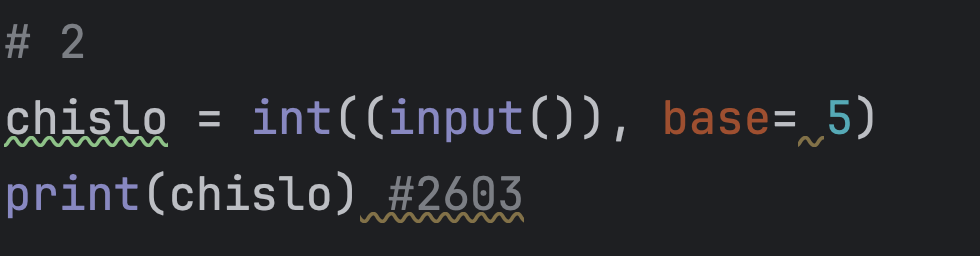 # 2
chislo = int((input()), base= 5)
print(chislo) #2603